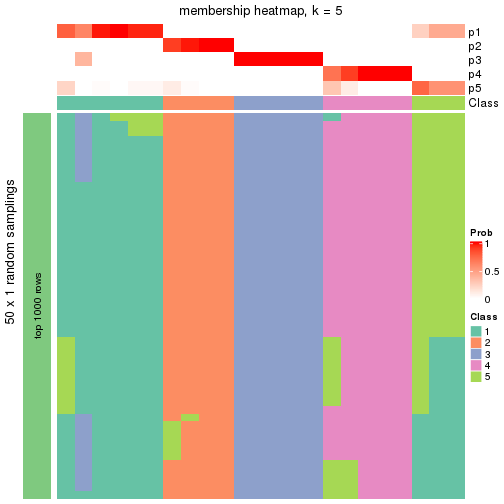 membership heatmap, k = 5
p1
p2
p3
p4
p5
Class
50 x 1 random samplings
top 1000 rows
Prob
1
0.5
0
Class
1
2
3
4
5